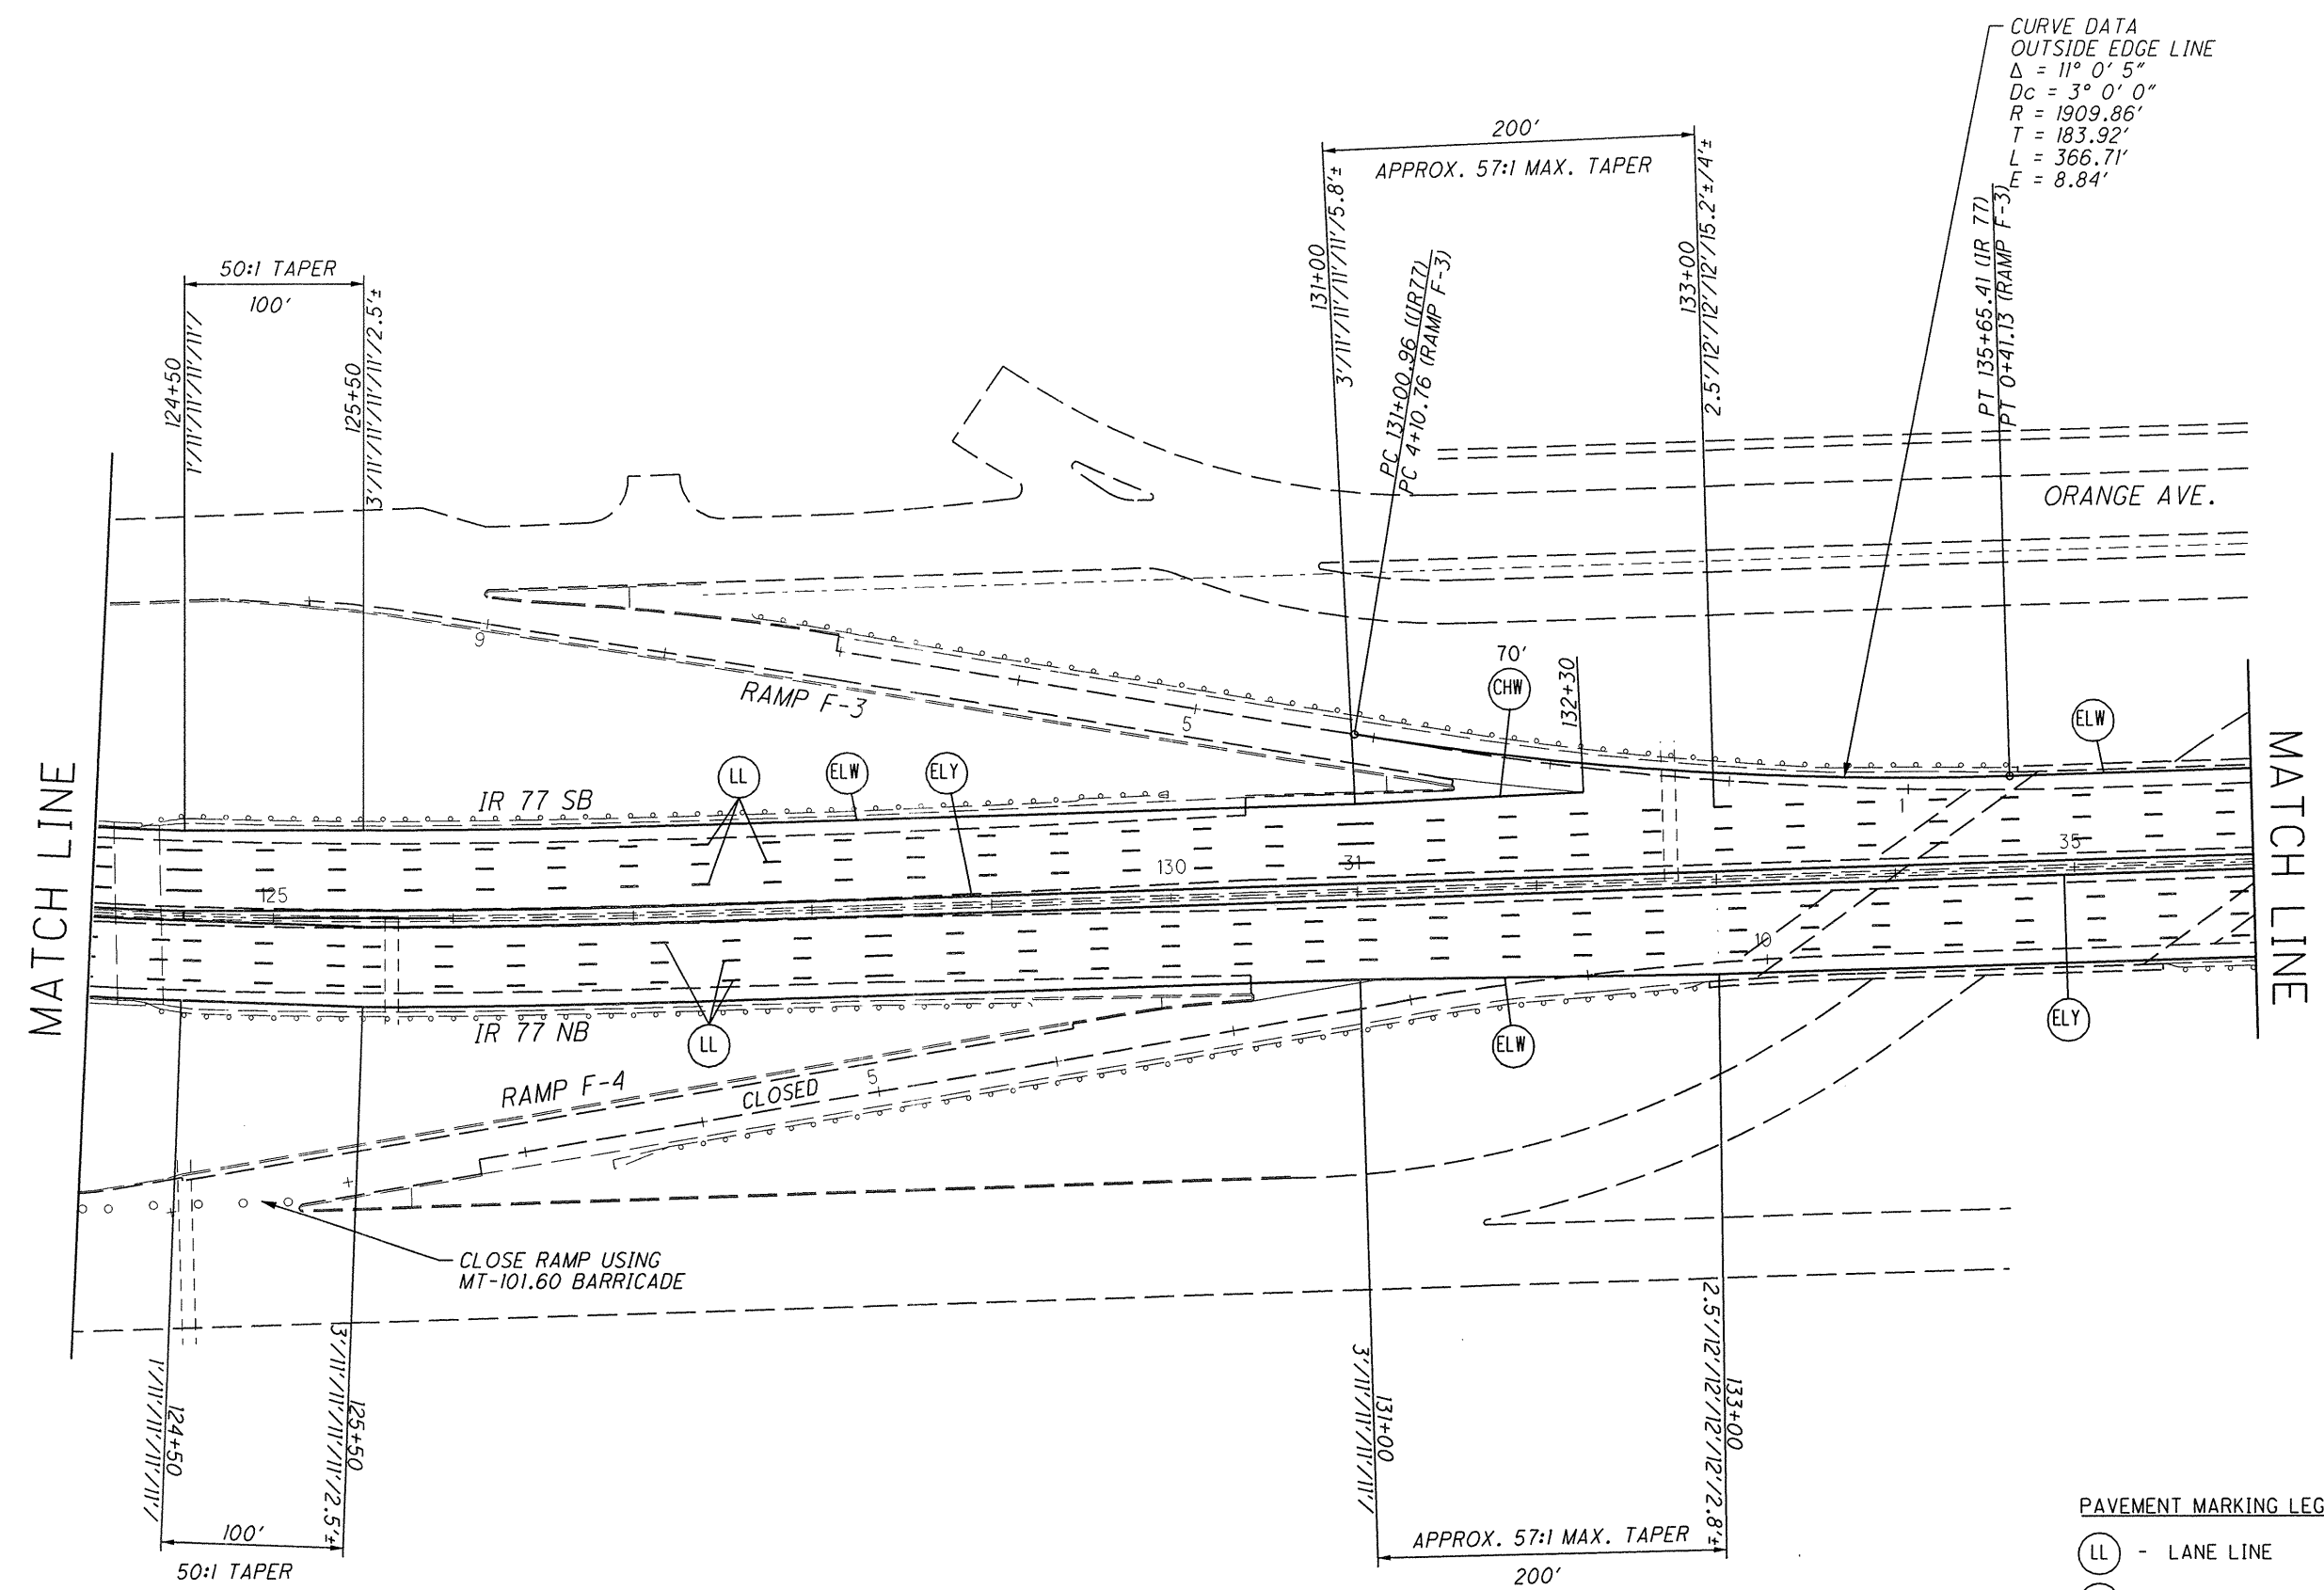 CURVE DATA
OUTSIDE EDGE LINE
Δ = 11° 0' 5"
Dc = 3° 0' 0"
R = 1909.86'
T = 183.92'
L = 366.71'
E = 8.84'
200'
APPROX. 57:1 MAX. TAPER
50:1 TAPER
100'
124+50
1'/11'/11'/11'/11'/
125+50
3'/11'/11'/11'/11'/2.5'±
131+00
3'/11'/11'/11'/11'/5.8'±
PC 131+00.96 ((IR77)
PC 4+10.76 (RAMP F-3)
133+00
2.5'/12'/12'/12'/12'/15.2'±/4'±
PT 135+65.41 (IR 77)
PT 0+41.13 (RAMP F-3)
ORANGE AVE.
9
4
RAMP F-3
5
70'
CHW
132+30
ELW
MATCH LINE
MATCH LINE
LL
ELW
ELY
IR 77 SB
1
125
130
31
35
10
IR 77 NB
LL
ELW
ELY
RAMP F-4
CLOSED
5
CLOSE RAMP USING
MT-101.60 BARRICADE
124+50
1'/11'/11'/11'/11'/
125+50
3'/11'/11'/11'/11'/2.5'±
131+00
3'/11'/11'/11'/11'/
133+00
2.5'/12'/12'/12'/12'/2.8'±
100'
50:1 TAPER
APPROX. 57:1 MAX. TAPER
200'
PAVEMENT MARKING LEG
LL - LANE LINE